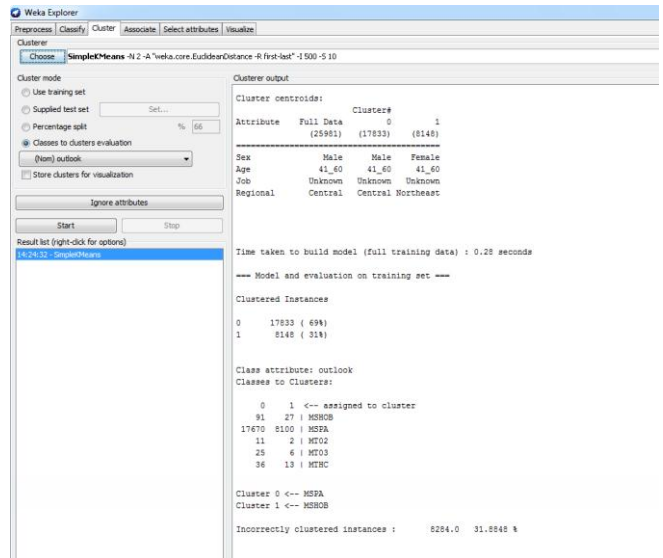 Weka Explorer
Preprocess Classify Cluster Associate Select attributes Visualize
Clusterer
Choose SimpleKMeans -N 2 -A "weka.core.EuclideanDistance -R first-last" -I 500 -S 10
Cluster mode
Use training set
Supplied test set Set...
Percentage split % 66
Classes to clusters evaluation
(Nom) outlook
Store clusters for visualization
Ignore attributes
Start Stop
Result list (right-click for options)
14:24:32 - SimpleKMeans
Clusterer output
Cluster centroids:
Cluster#
Attribute Full Data 0 1
(25981) (17833) (8148)
==============================================
Sex Male Male Female
Age 41_60 41_60 41_60
Job Unknown Unknown Unknown
Regional Central Central Northeast
Time taken to build model (full training data) : 0.28 seconds
=== Model and evaluation on training set ===
Clustered Instances
0 17833 ( 69%)
1 8148 ( 31%)
Class attribute: outlook
Classes to Clusters:
0 1 <-- assigned to cluster
91 27 | MSHOB
17670 8100 | MSPA
11 2 | MT02
25 6 | MT03
36 13 | MTHC
Cluster 0 <-- MSPA
Cluster 1 <-- MSHOB
Incorrectly clustered instances : 8284.0 31.8848 %